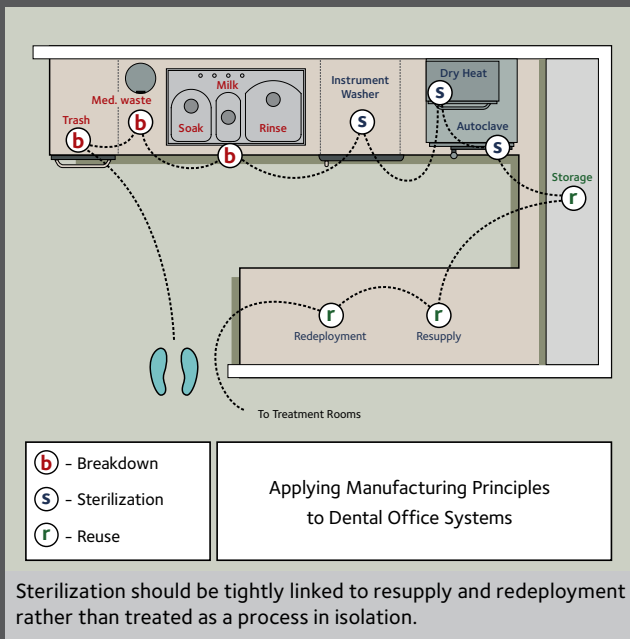 Dry Heat
Milk
Instrument
Washer
Med. waste
s
Trash
b
Soak
Rinse
s
Autoclave
b
b
s
Storage
r
r
r
Redeployment
Resupply
To Treatment Rooms
b – Breakdown
s – Sterilization
r – Reuse
Applying Manufacturing Principles
to Dental Office Systems
Sterilization should be tightly linked to resupply and redeployment
rather than treated as a process in isolation.